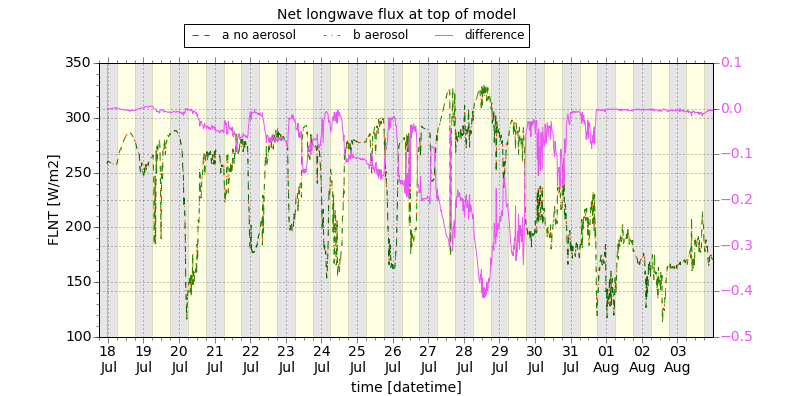 Net longwave flux at top of model
a no aerosol b aerosol difference
350 0.1
300 0.0
250 −0.1
−0.2
200 −0.3
150 −0.4
100 −0.5
FLNT [W/m2]
18 19 20 21 22 23 24 25 26 27 28 29 30 31 01 02 03
Jul Jul Jul Jul Jul Jul Jul Jul Jul Jul Jul Jul Jul Jul Aug Aug Aug
time [datetime]